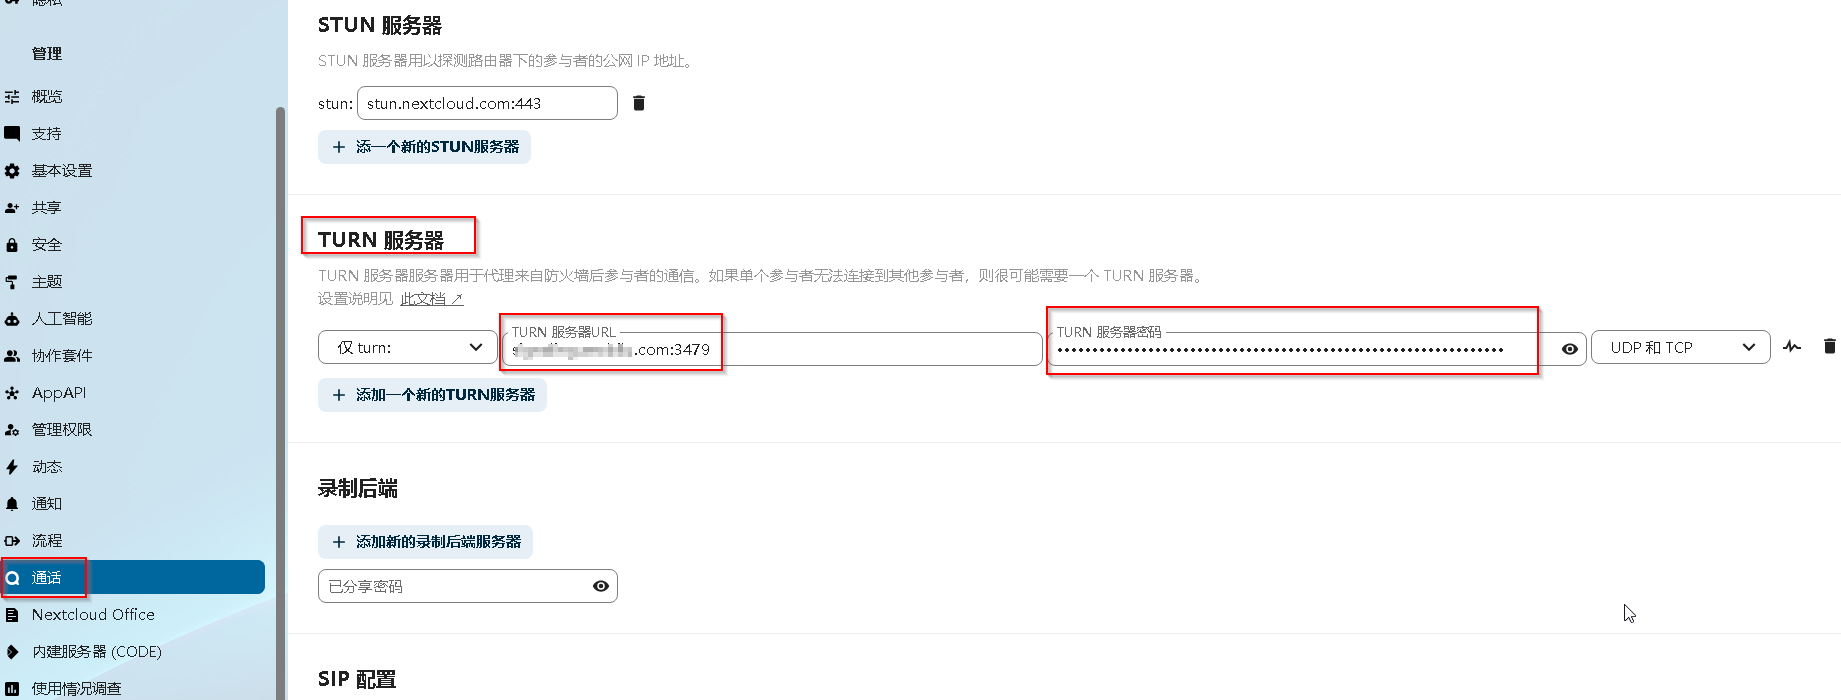 隐私
管理
概览
支持
基本设置
共享
安全
主题
人工智能
协作套件
AppAPI
管理权限
动态
通知
流程
通话
Nextcloud Office
内建服务器 (CODE)
使用情况调查
STUN 服务器
STUN 服务器用以探测路由器下的参与者的公网 IP 地址。
stun: stun.nextcloud.com:443
添一个新的STUN服务器
TURN 服务器
TURN 服务器服务器用于代理来自防火墙后参与者的通信。如果单个参与者无法连接到其他参与者，则很可能需要一个 TURN 服务器。
设置说明见 此文档 ↗
仅 turn:
TURN 服务器URL
.com:3479
TURN 服务器密码
UDP 和 TCP
添加一个新的TURN服务器
录制后端
添加新的录制后端服务器
已分享密码
SIP 配置